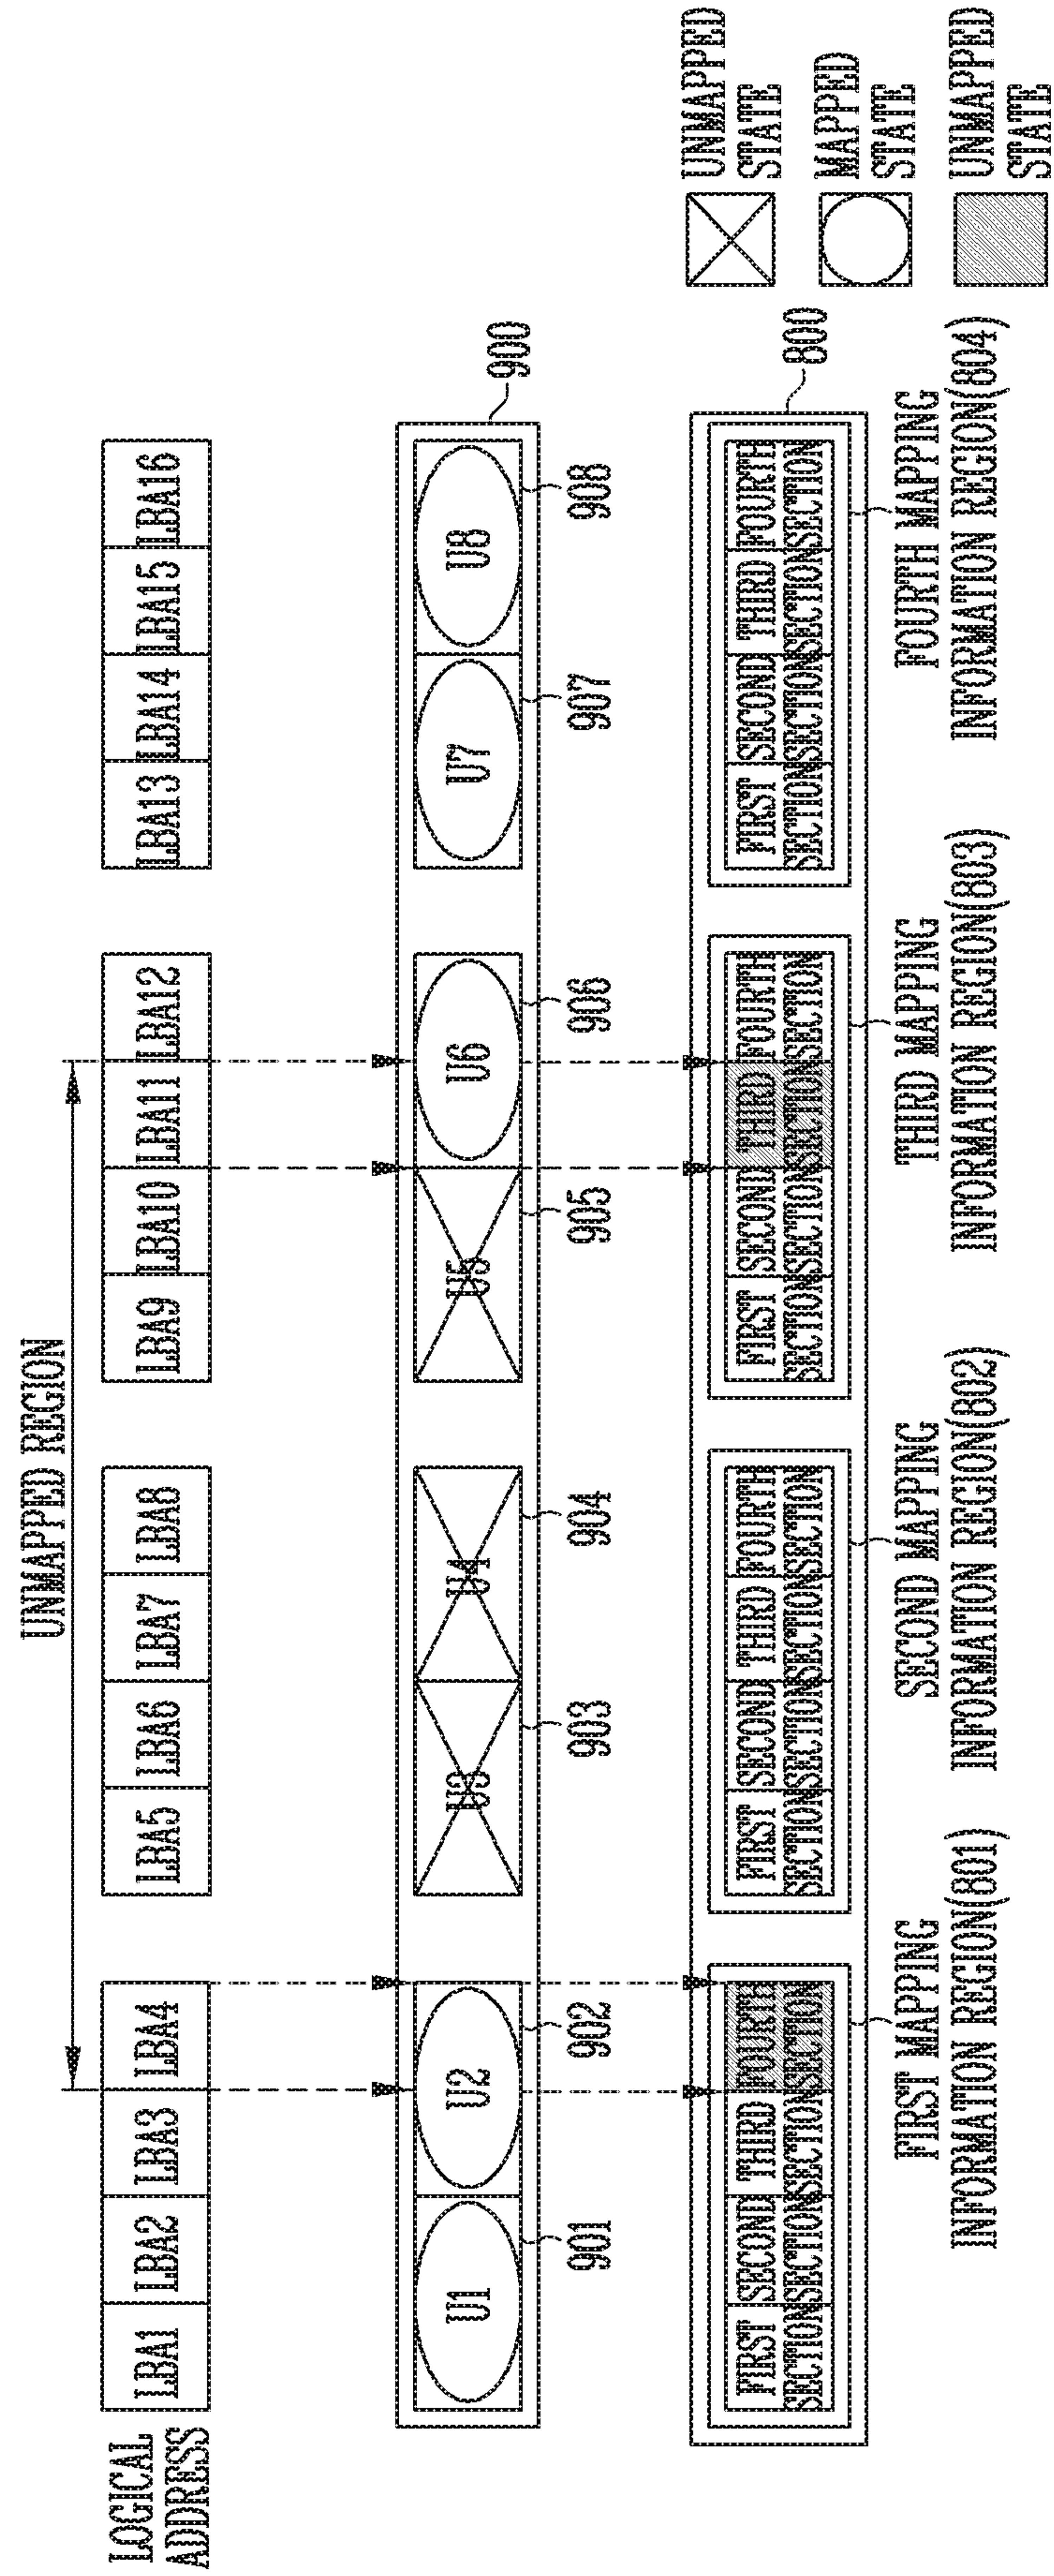 UNMAPPED REGION
LOGICAL
ADDRESS
LBA1 LBA2 LBA3 LBA4 LBA5 LBA6 LBA7 LBA8 LBA9 LBA10 LBA11 LBA12 LBA13 LBA14 LBA15 LBA16
U1 U2 U3 U4 U5 U6 U7 U8
900
901 902 903 904 905 906 907 908
800
FIRST SECOND THIRD FOURTH FIRST SECOND THIRD FOURTH FIRST SECOND THIRD FOURTH FIRST SECOND THIRD FOURTH
SECTION SECTION SECTION SECTION SECTION SECTION SECTION SECTION SECTION SECTION SECTION SECTION SECTION SECTION SECTION SECTION
FIRST MAPPING
INFORMATION REGION(801)
SECOND MAPPING
INFORMATION REGION(802)
THIRD MAPPING
INFORMATION REGION(803)
FOURTH MAPPING
INFORMATION REGION(804)
UNMAPPED
STATE
MAPPED
STATE
UNMAPPED
STATE